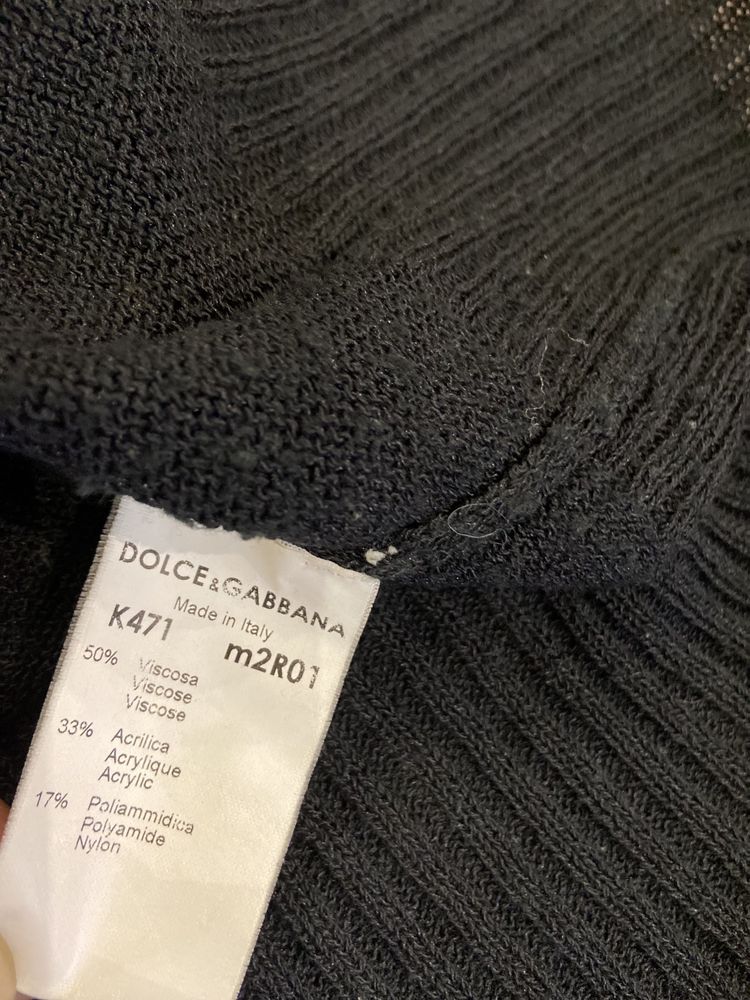 DOLCE&GABBANA
Made in Italy
K471 m2R01
50% Viscosa
Viscose
Viscose
33% Acrilica
Acrylique
Acrylic
17% Poliammidica
Polyamide
Nylon